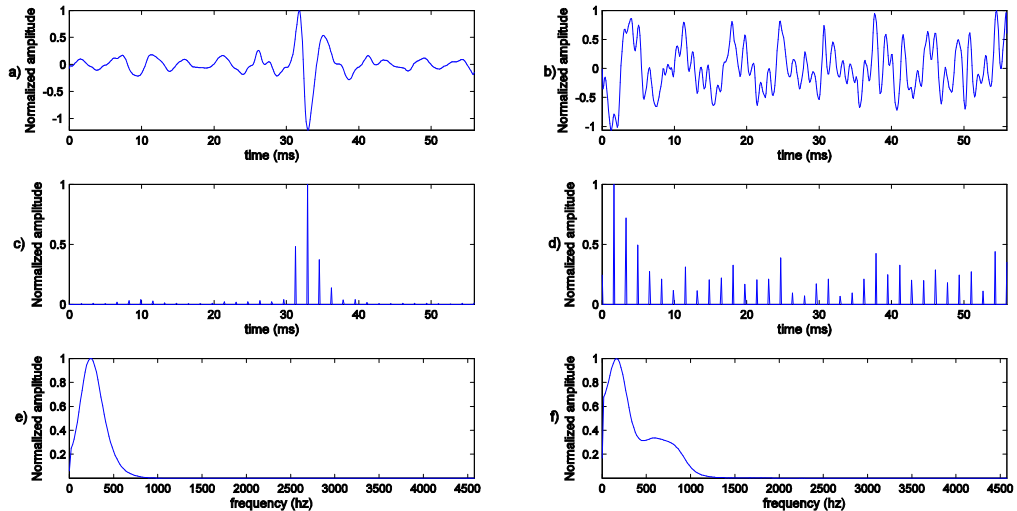 a)
Normalized amplitude
1
0.5
0
-0.5
-1
0 10 20 30 40 50
time (ms)
b)
Normalized amplitude
1
0.5
0
-0.5
-1
0 10 20 30 40 50
time (ms)
c)
Normalized amplitude
1
0.5
0
0 10 20 30 40 50
time (ms)
d)
Normalized amplitude
1
0.5
0
0 10 20 30 40 50
time (ms)
e)
Normalized amplitude
1
0.8
0.6
0.4
0.2
0 500 1000 1500 2000 2500 3000 3500 4000 4500
frequency (hz)
f)
Normalized amplitude
1
0.8
0.6
0.4
0.2
0 500 1000 1500 2000 2500 3000 3500 4000 4500
frequency (hz)